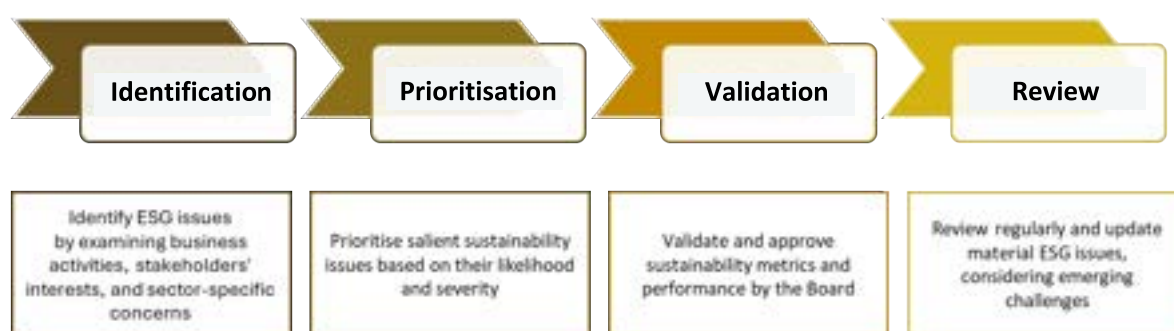 Identification
Prioritisation
Validation
Review
Identify ESG issues
by examining business
activities, stakeholders'
interests, and sector-specific
concerns
Prioritise salient sustainability
issues based on their likelihood
and severity
Validate and approve
sustainability metrics and
performance by the Board
Review regularly and update
material ESG issues,
considering emerging
challenges